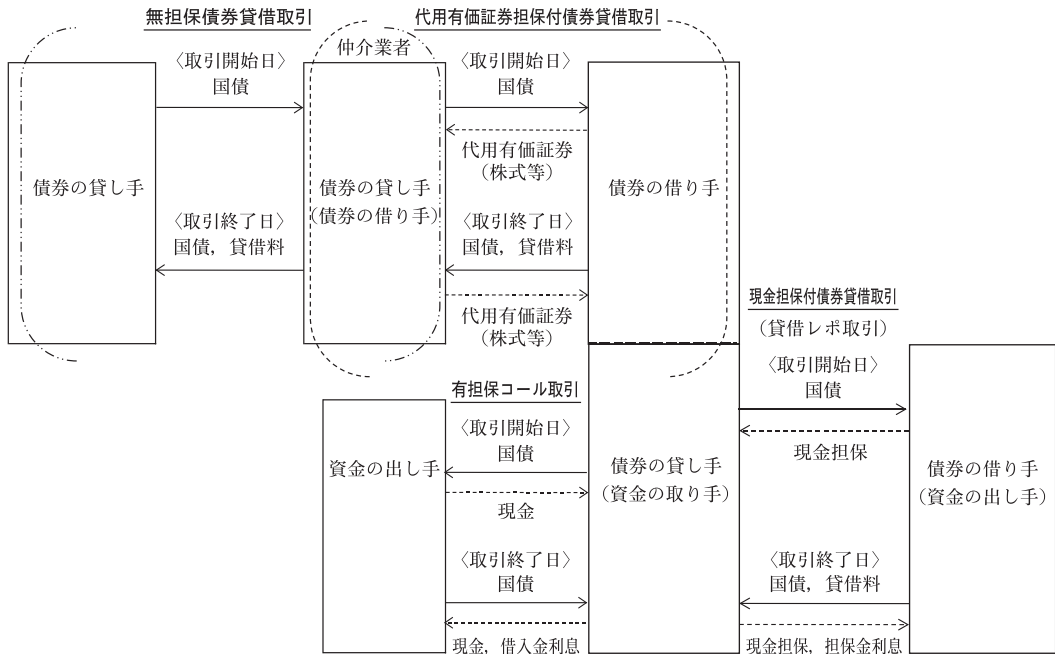 無担保債券貸借取引
代用有価証券担保付債券貸借取引
仲介業者
〈取引開始日〉
国債
〈取引開始日〉
国債
代用有価証券
（株式等）
債券の貸し手
債券の貸し手
（債券の借り手）
債券の借り手
〈取引終了日〉
国債，貸借料
〈取引終了日〉
国債，貸借料
代用有価証券
（株式等）
現金担保付債券貸借取引
（貸借レポ取引）
〈取引開始日〉
国債
現金担保
有担保コール取引
〈取引開始日〉
国債
現金
資金の出し手
債券の貸し手
（資金の取り手）
債券の借り手
（資金の出し手）
〈取引終了日〉
国債
現金，借入金利息
〈取引終了日〉
国債，貸借料
現金担保，担保金利息